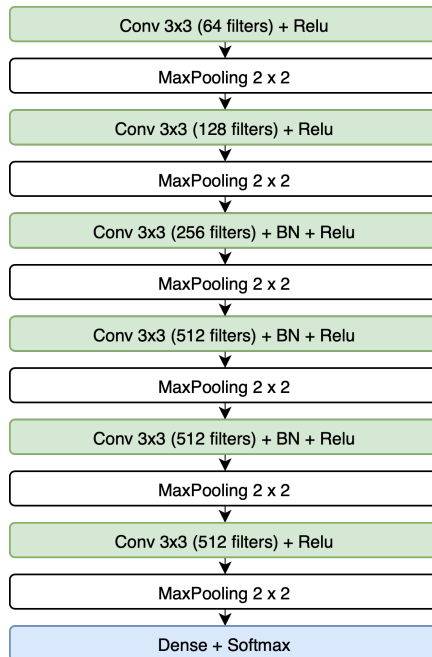 Conv 3x3 (64 filters) + Relu
MaxPooling 2 x 2
Conv 3x3 (128 filters) + Relu
MaxPooling 2 x 2
Conv 3x3 (256 filters) + BN + Relu
MaxPooling 2 x 2
Conv 3x3 (512 filters) + BN + Relu
MaxPooling 2 x 2
Conv 3x3 (512 filters) + BN + Relu
MaxPooling 2 x 2
Conv 3x3 (512 filters) + Relu
MaxPooling 2 x 2
Dense + Softmax